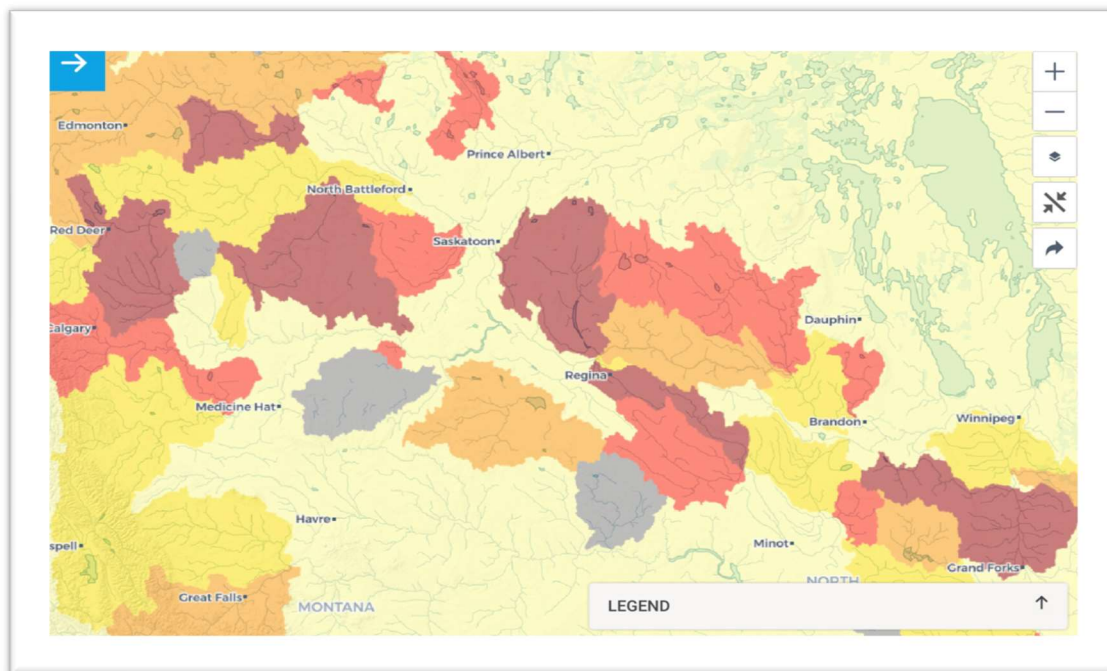 Edmonton
Prince Albert
North Battleford
Red Deer
Saskatoon
Calgary
Dauphin
Regina
Medicine Hat
Brandon
Winnipeg
Havre
spell
Minot
Grand Forks
NORTH
Great Falls
MONTANA
LEGEND